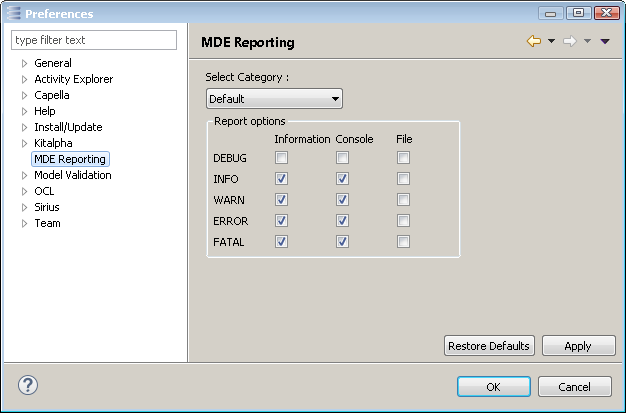 Preferences
type filter text
General
Activity Explorer
Capella
Help
Install/Update
Kitalpha
MDE Reporting
Model Validation
OCL
Sirius
Team
MDE Reporting
Select Category :
Default
Report options
Information Console File
DEBUG
INFO
WARN
ERROR
FATAL
Restore Defaults Apply
? OK Cancel